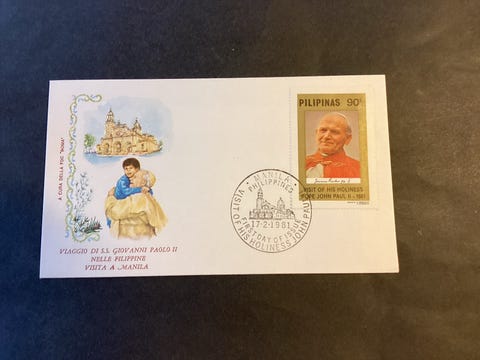 A CURA DELLA FDC "ROMA"
VIAGGIO DI S.S. GIOVANNI PAOLO II
NELLE FILIPPINE
VISITA A MANILA
MANILA
PHILIPPINES
17-2-1981
FIRST DAY OF ISSUE
VISIT OF HIS HOLINESS JOHN PAUL
PILIPINAS 90s
VISIT OF HIS HOLINESS
POPE JOHN PAUL II - 1981